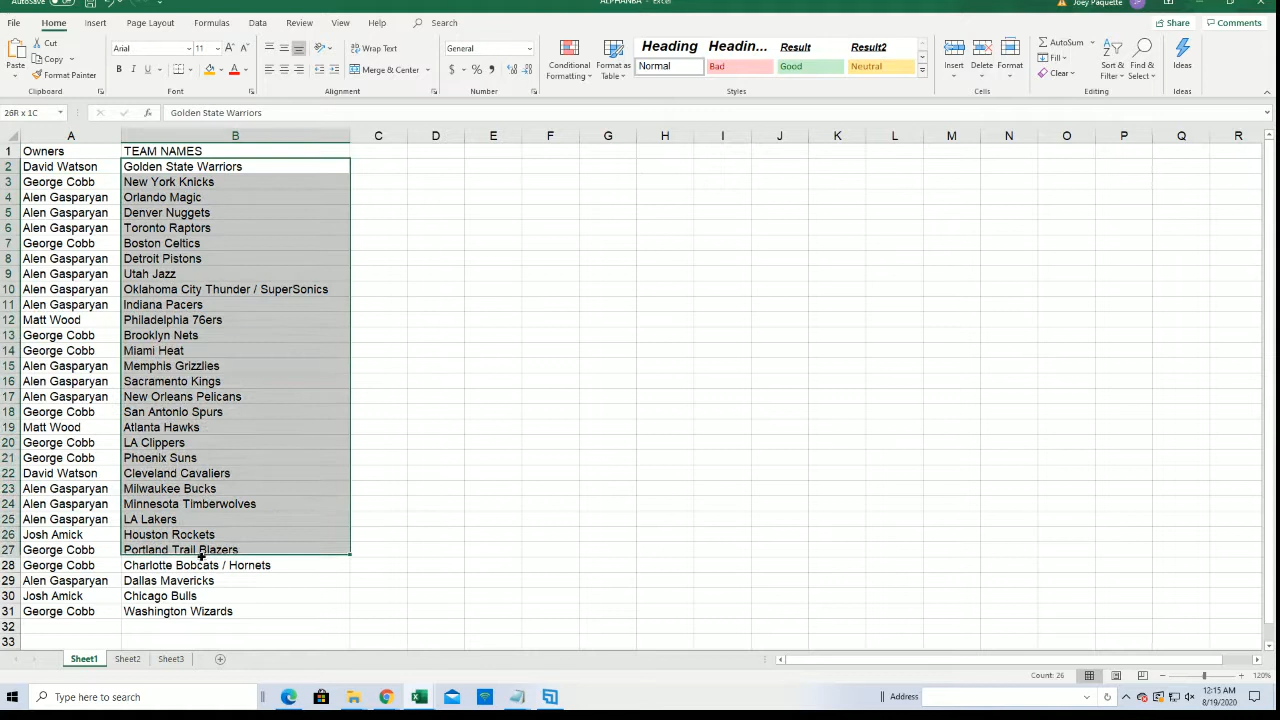 AutoSave
ALPHANBA - Excel
Joey Paquette
File Home Insert Page Layout Formulas Data Review View Help Search
Share Comments
Paste
Cut
Copy
Format Painter
Clipboard
Arial 11
B I U
Font
Wrap Text
Merge & Center
Alignment
General
$ % ,
Number
Conditional Formatting
Format as Table
Heading Headin... Result Result2
Normal Bad Good Neutral
Styles
Insert Delete Format
Cells
AutoSum
Fill
Clear
Sort & Filter
Find & Select
Editing
Ideas
Ideas
26R x 1C fx Golden State Warriors
A B C D E F G H I J K L M N O P Q R
1 Owners TEAM NAMES
2 David Watson Golden State Warriors
3 George Cobb New York Knicks
4 Alen Gasparyan Orlando Magic
5 Alen Gasparyan Denver Nuggets
6 Alen Gasparyan Toronto Raptors
7 George Cobb Boston Celtics
8 Alen Gasparyan Detroit Pistons
9 Alen Gasparyan Utah Jazz
10 Alen Gasparyan Oklahoma City Thunder / SuperSonics
11 Alen Gasparyan Indiana Pacers
12 Matt Wood Philadelphia 76ers
13 George Cobb Brooklyn Nets
14 George Cobb Miami Heat
15 Alen Gasparyan Memphis Grizzlies
16 Alen Gasparyan Sacramento Kings
17 Alen Gasparyan New Orleans Pelicans
18 George Cobb San Antonio Spurs
19 Matt Wood Atlanta Hawks
20 George Cobb LA Clippers
21 George Cobb Phoenix Suns
22 David Watson Cleveland Cavaliers
23 Alen Gasparyan Milwaukee Bucks
24 Alen Gasparyan Minnesota Timberwolves
25 Alen Gasparyan LA Lakers
26 Josh Amick Houston Rockets
27 George Cobb Portland Trail Blazers
28 George Cobb Charlotte Bobcats / Hornets
29 Alen Gasparyan Dallas Mavericks
30 Josh Amick Chicago Bulls
31 George Cobb Washington Wizards
32
33
Sheet1 Sheet2 Sheet3
Count: 26 120%
Type here to search
Address
12:15 AM
8/19/2020